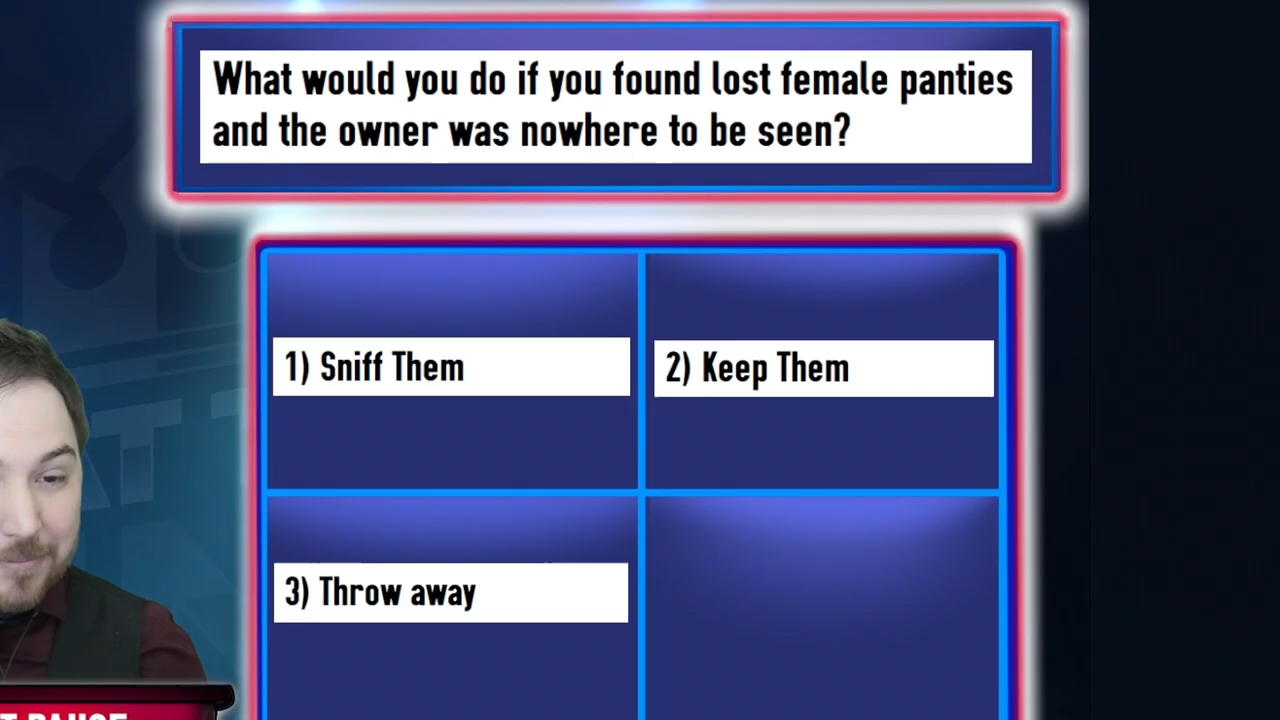 What would you do if you found lost female panties
and the owner was nowhere to be seen?
1) Sniff Them
2) Keep Them
3) Throw away